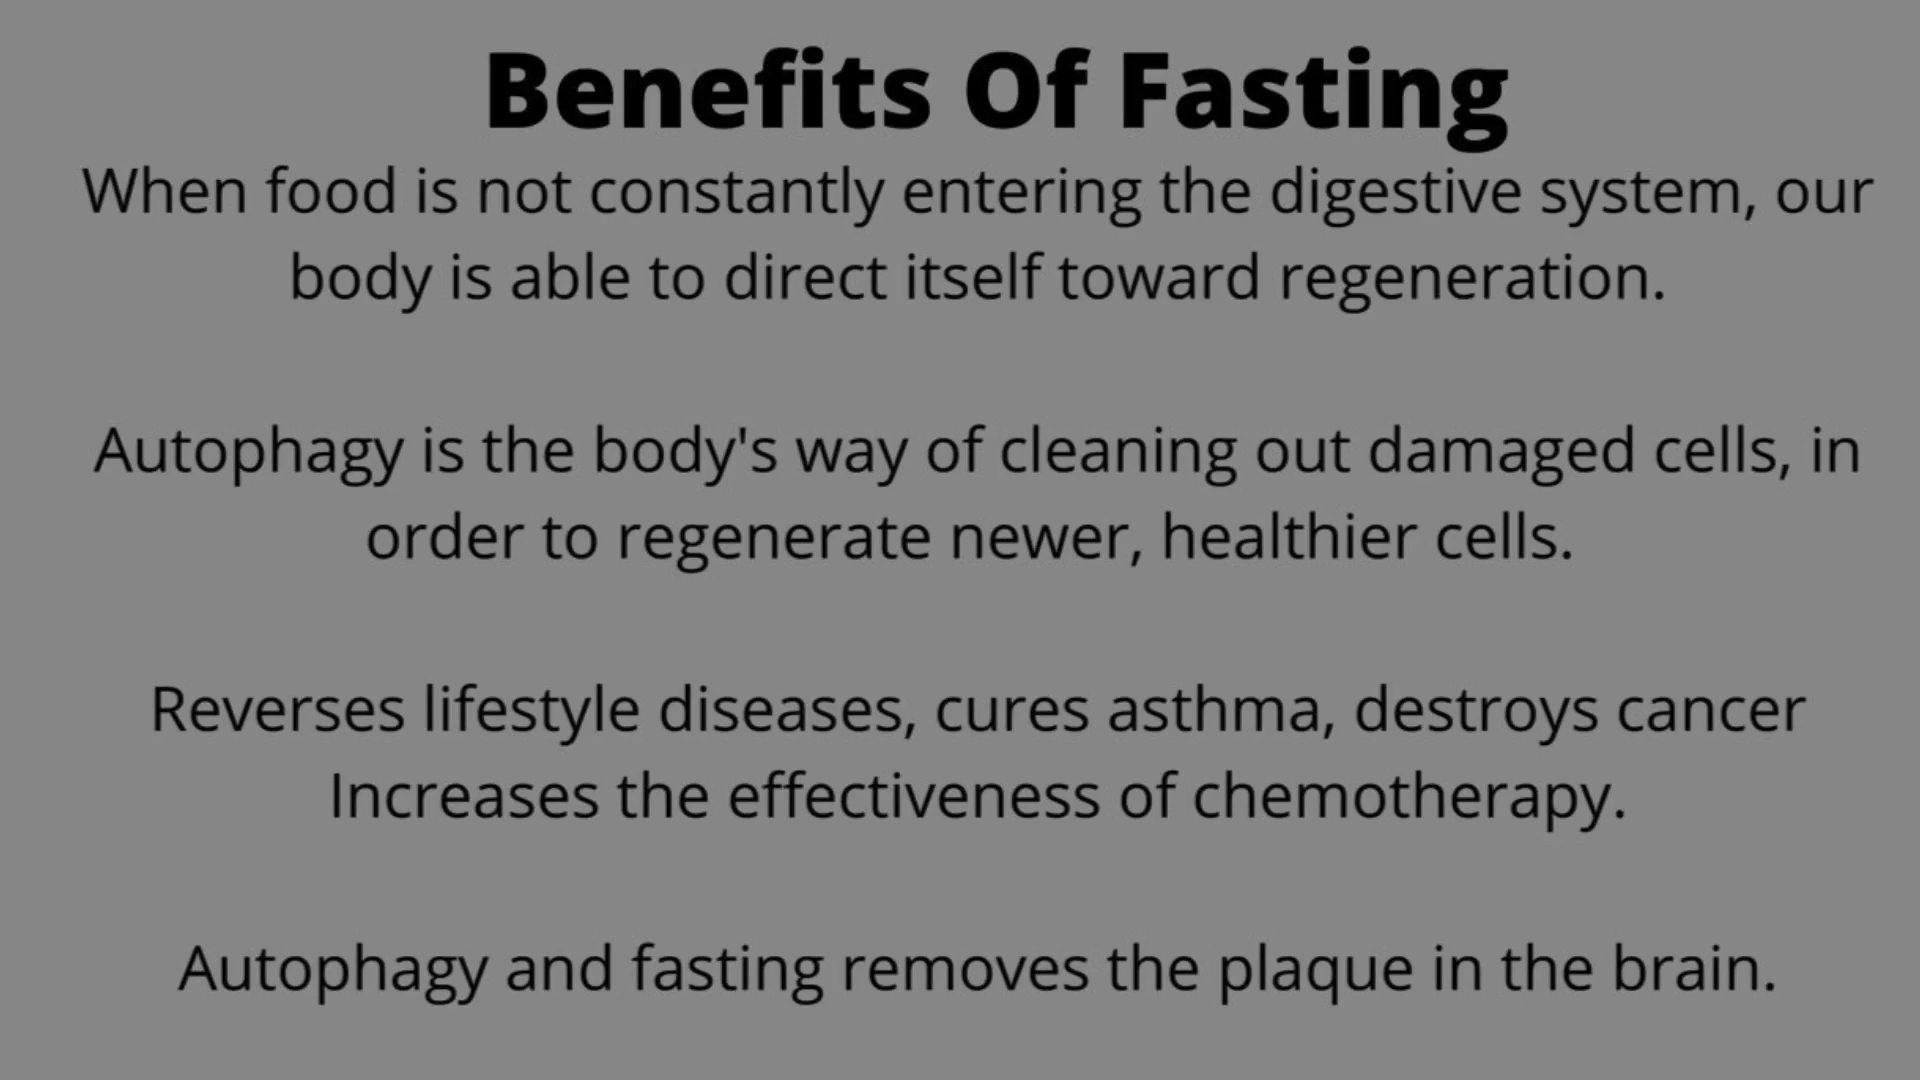 Benefits Of Fasting
When food is not constantly entering the digestive system, our
body is able to direct itself toward regeneration.
Autophagy is the body's way of cleaning out damaged cells, in
order to regenerate newer, healthier cells.
Reverses lifestyle diseases, cures asthma, destroys cancer
Increases the effectiveness of chemotherapy.
Autophagy and fasting removes the plaque in the brain.